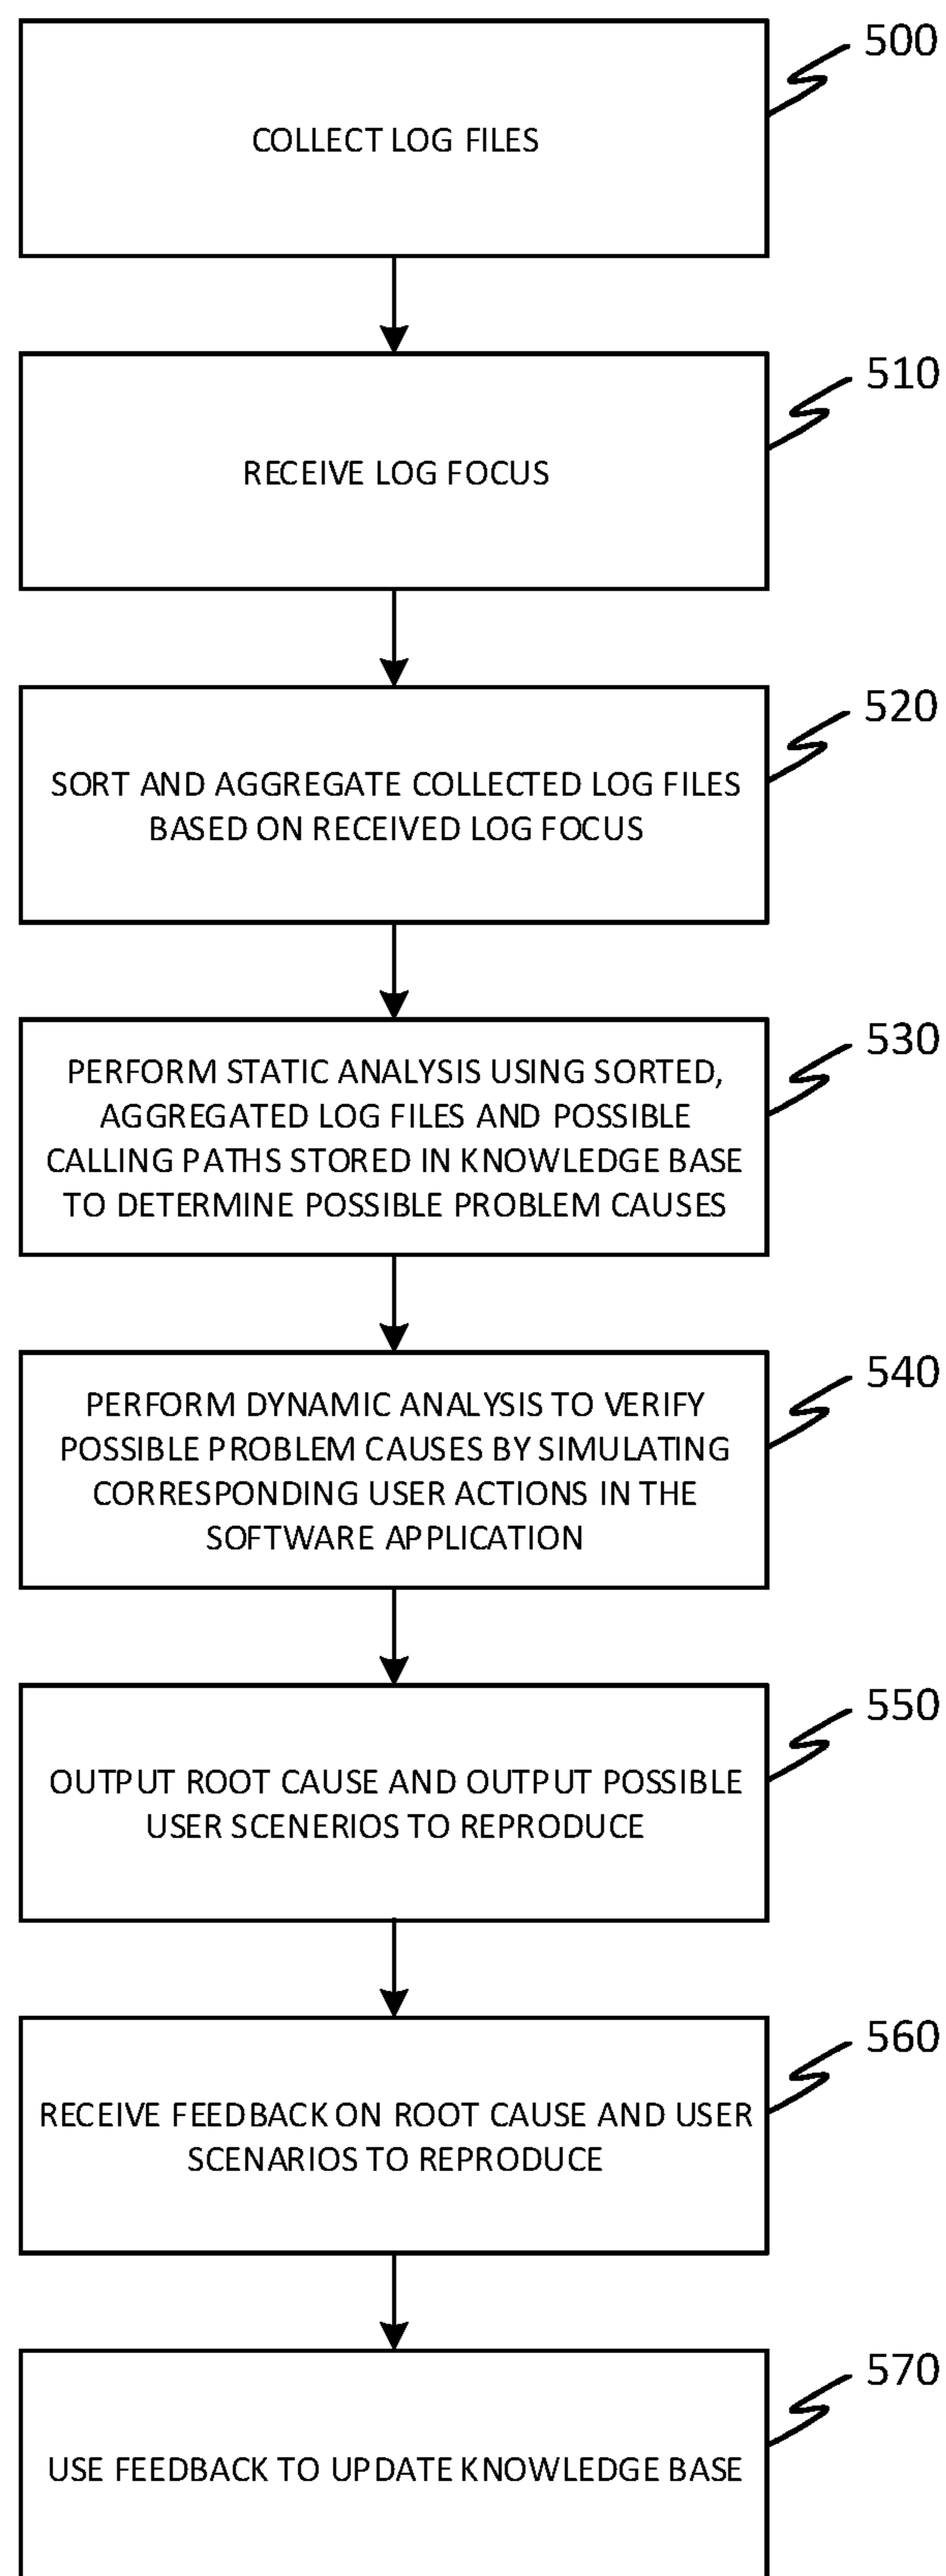 500
COLLECT LOG FILES
510
RECEIVE LOG FOCUS
520
SORT AND AGGREGATE COLLECTED LOG FILES
BASED ON RECEIVED LOG FOCUS
530
PERFORM STATIC ANALYSIS USING SORTED,
AGGREGATED LOG FILES AND POSSIBLE
CALLING PATHS STORED IN KNOWLEDGE BASE
TO DETERMINE POSSIBLE PROBLEM CAUSES
540
PERFORM DYNAMIC ANALYSIS TO VERIFY
POSSIBLE PROBLEM CAUSES BY SIMULATING
CORRESPONDING USER ACTIONS IN THE
SOFTWARE APPLICATION
550
OUTPUT ROOT CAUSE AND OUTPUT POSSIBLE
USER SCENERIOS TO REPRODUCE
560
RECEIVE FEEDBACK ON ROOT CAUSE AND USER
SCENARIOS TO REPRODUCE
570
USE FEEDBACK TO UPDATE KNOWLEDGE BASE